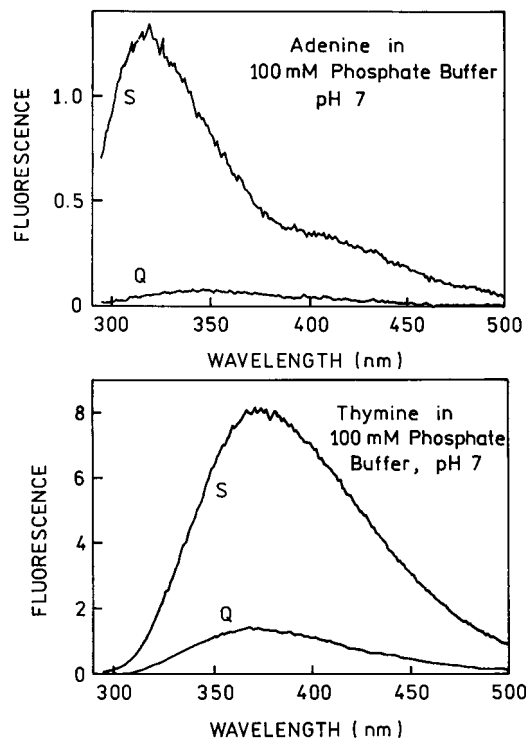 Adenine in
100 mM Phosphate Buffer
pH 7
FLUORESCENCE
1.0
0.5
0
S
Q
300 350 400 450 500
WAVELENGTH (nm)
Thymine in
100 mM Phosphate
Buffer, pH 7
FLUORESCENCE
8
6
4
2
0
S
Q
300 350 400 450 500
WAVELENGTH (nm)